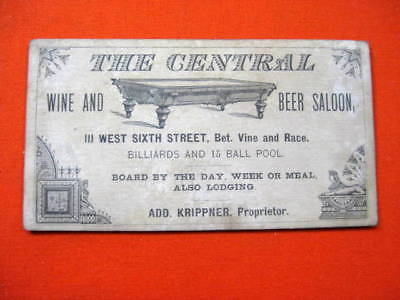 THE CENTRAL
WINE AND BEER SALOON,
111 WEST SIXTH STREET, Bet. Vine and Race.
BILLIARDS AND 15 BALL POOL.
BOARD BY THE DAY, WEEK OR MEAL,
ALSO LODGING
ADD. KRIPPNER, Proprietor.